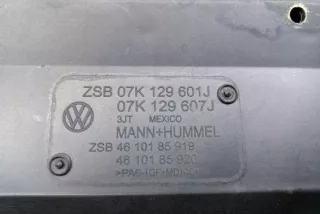 ZSB 07K 129 601J
07K 129 607J
3JT MEXICO
MANN+HUMMEL
ZSB 46 101 85 919
46 101 85 920